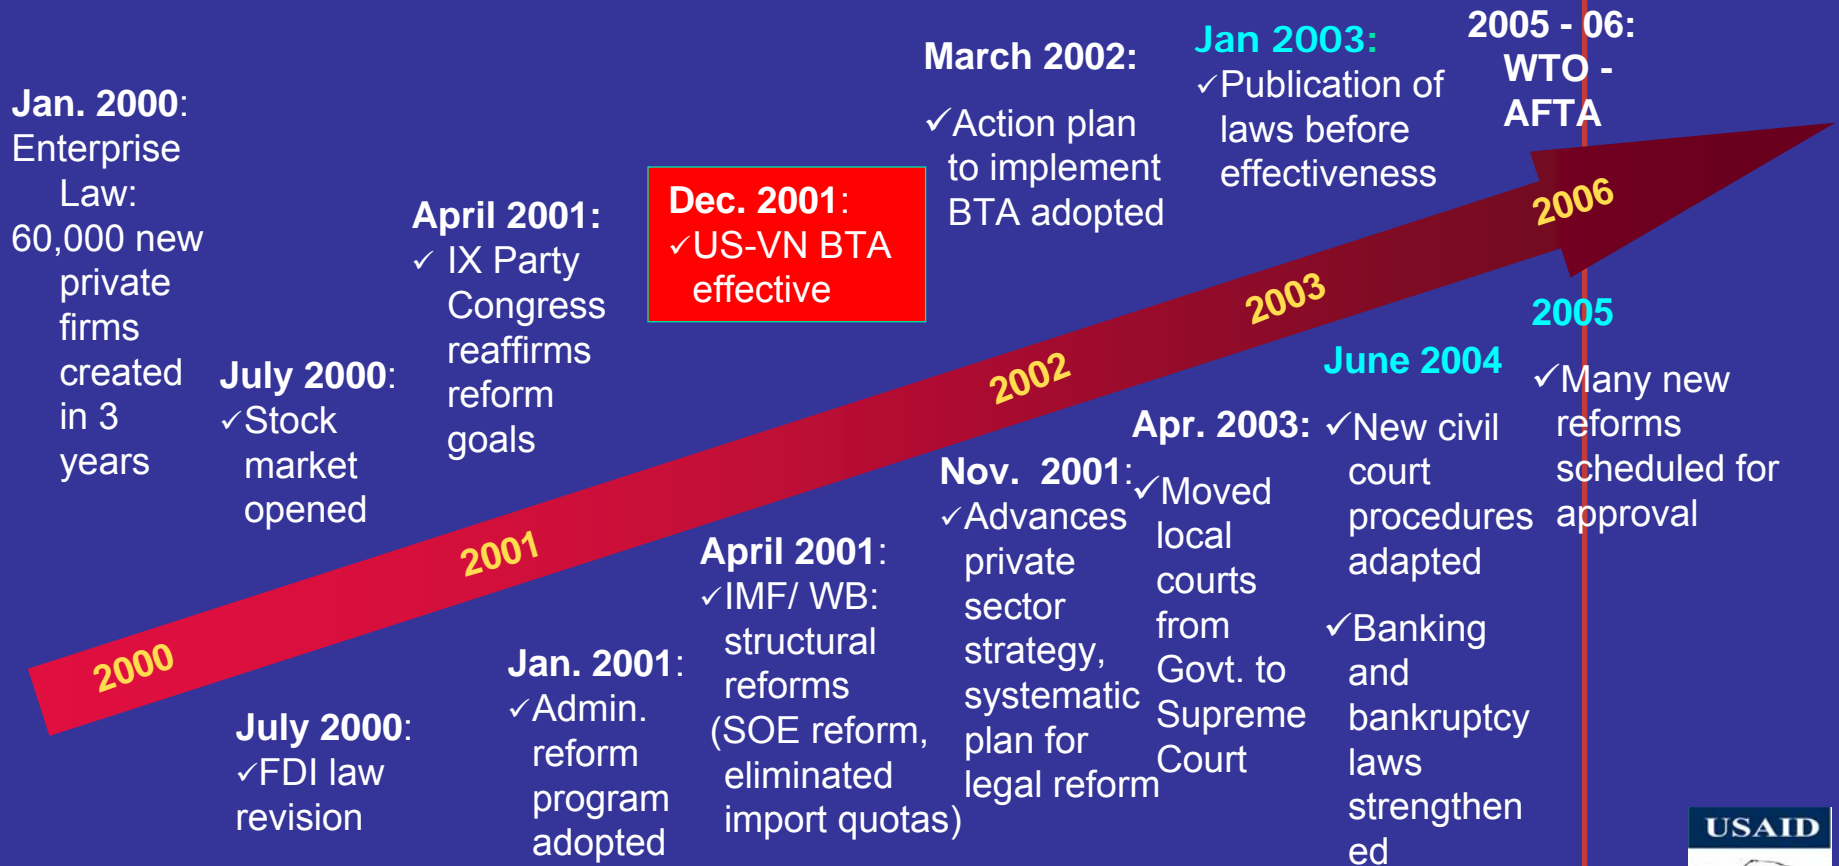 Jan. 2000:
Enterprise
Law:
60,000 new
private
firms
created
in 3
years
July 2000:
✓Stock
market
opened
April 2001:
✓ IX Party
Congress
reaffirms
reform
goals
Dec. 2001:
✓US-VN BTA
effective
March 2002:
✓Action plan
to implement
BTA adopted
Jan 2003:
✓Publication of
laws before
effectiveness
2005 - 06:
WTO -
AFTA
2000
2001
2002
2003
2006
July 2000:
✓FDI law
revision
Jan. 2001:
✓Admin.
reform
program
adopted
April 2001:
✓IMF/ WB:
structural
reforms
(SOE reform,
eliminated
import quotas)
Nov. 2001:
✓Advances
private
sector
strategy,
systematic
plan for
legal reform
Apr. 2003:
✓Moved
local
courts
from
Govt. to
Supreme
Court
June 2004
✓New civil
court
procedures
adapted
✓Banking
and
bankruptcy
laws
strengthen
ed
2005
✓Many new
reforms
scheduled for
approval
USAID